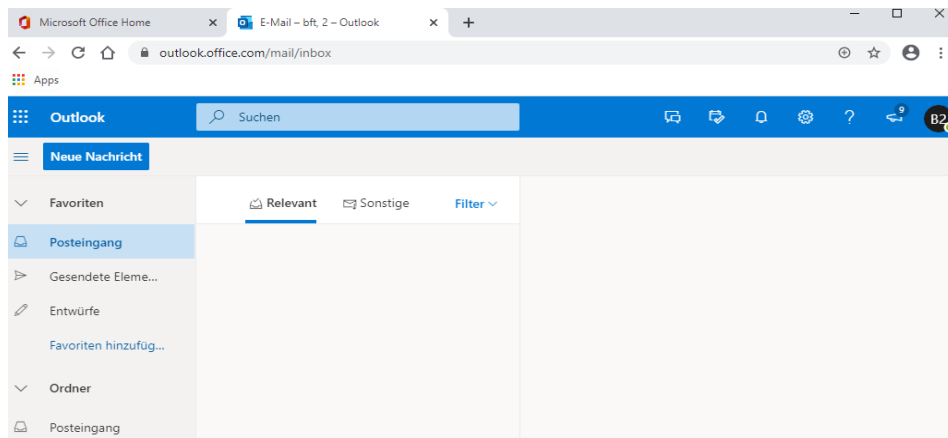 Microsoft Office Home
E-Mail – bft, 2 – Outlook
outlook.office.com/mail/inbox
Apps
Outlook
Suchen
9
B2
Neue Nachricht
Favoriten
Relevant
Sonstige
Filter
Posteingang
Gesendete Eleme...
Entwürfe
Favoriten hinzufüg...
Ordner
Posteingang